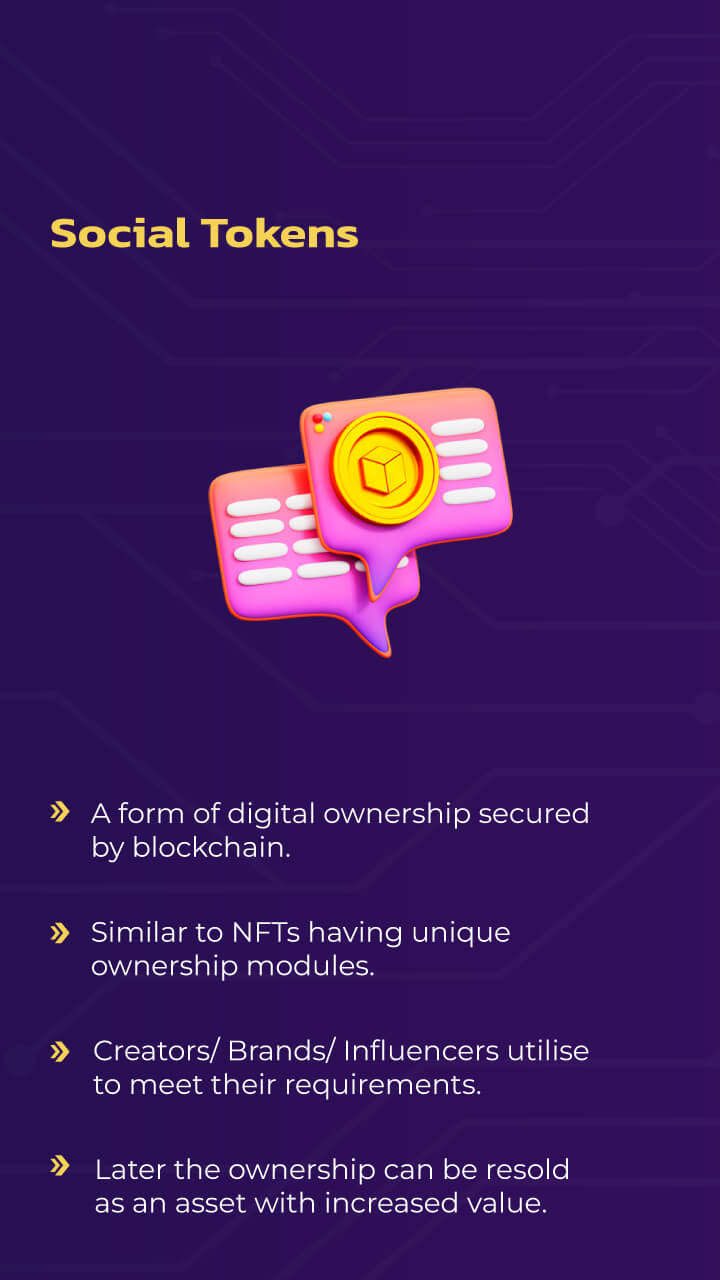 Social Tokens
A form of digital ownership secured
by blockchain.
Similar to NFTs having unique
ownership modules.
Creators/ Brands/ Influencers utilise
to meet their requirements.
Later the ownership can be resold
as an asset with increased value.